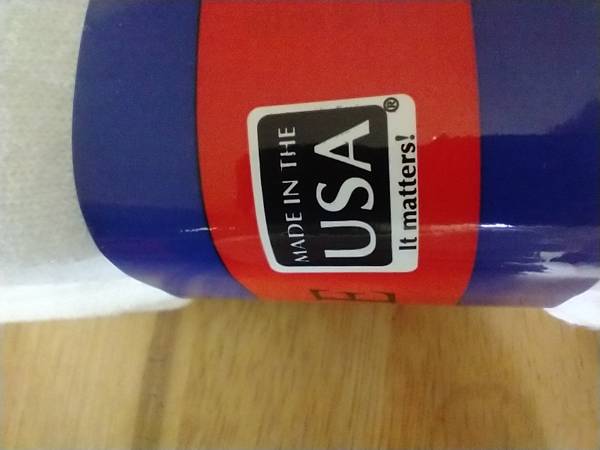 MADE IN THE
USA®
It matters!
E